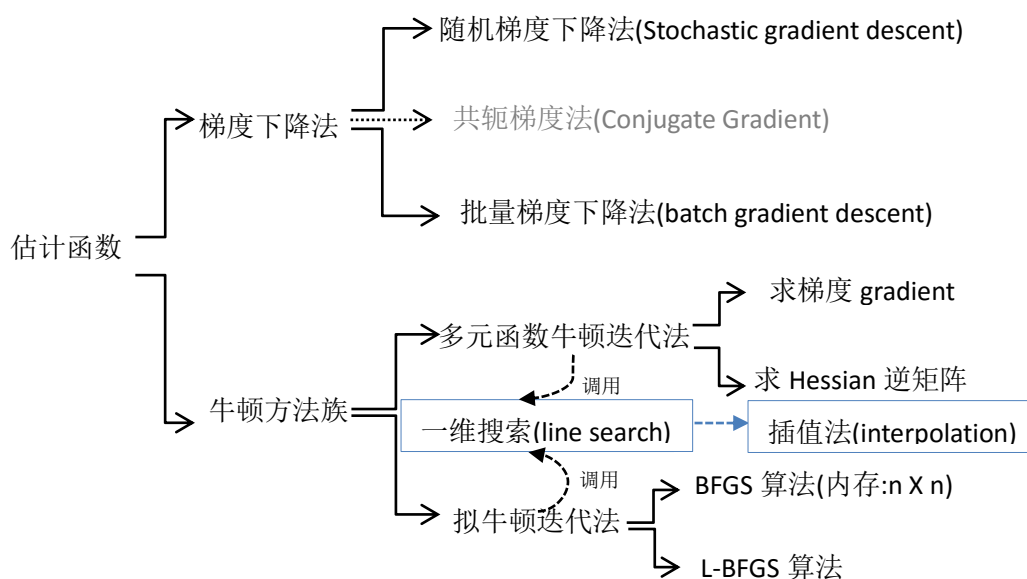 随机梯度下降法(Stochastic gradient descent)
梯度下降法
共轭梯度法(Conjugate Gradient)
批量梯度下降法(batch gradient descent)
估计函数
求梯度 gradient
多元函数牛顿迭代法
求 Hessian 逆矩阵
调用
牛顿方法族
一维搜索(line search)
插值法(interpolation)
调用
BFGS 算法(内存:n X n)
拟牛顿迭代法
L-BFGS 算法